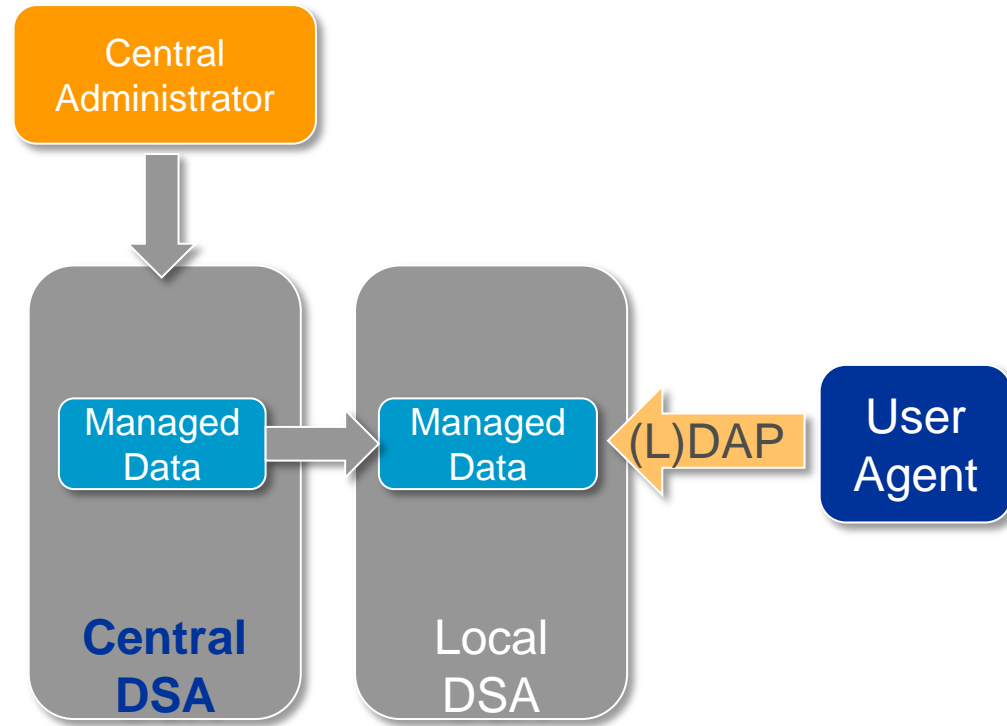 Central
Administrator
Managed
Data
Managed
Data
(L)DAP
User
Agent
Central
DSA
Local
DSA